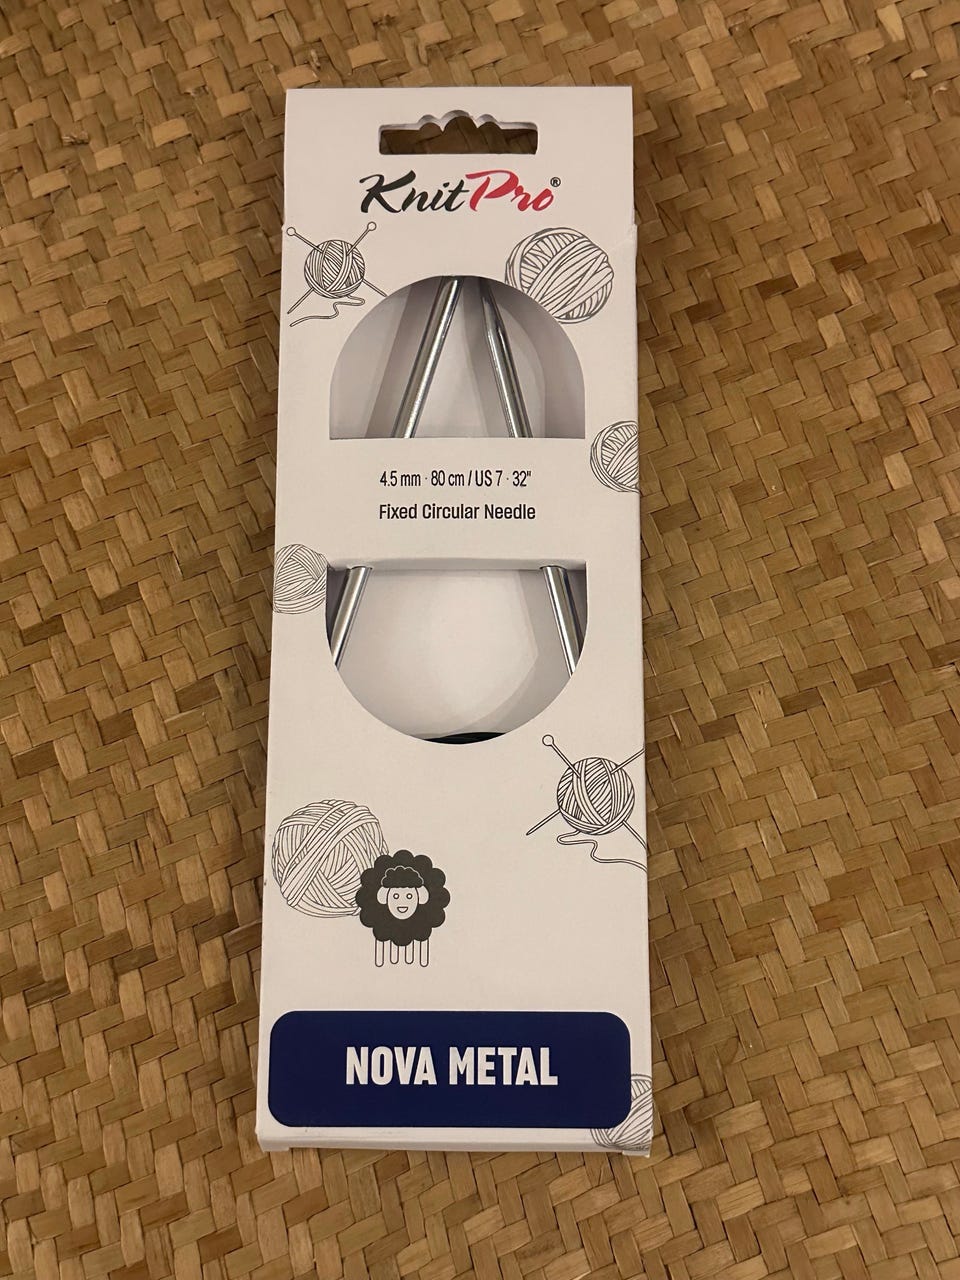 KnitPro®
4.5 mm · 80 cm / US 7 · 32"
Fixed Circular Needle
NOVA METAL